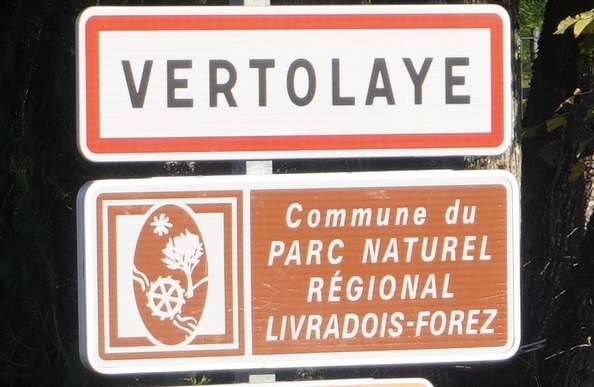 VERTOLAYE
Commune du
PARC NATUREL
RÉGIONAL
LIVRADOIS-FOREZ